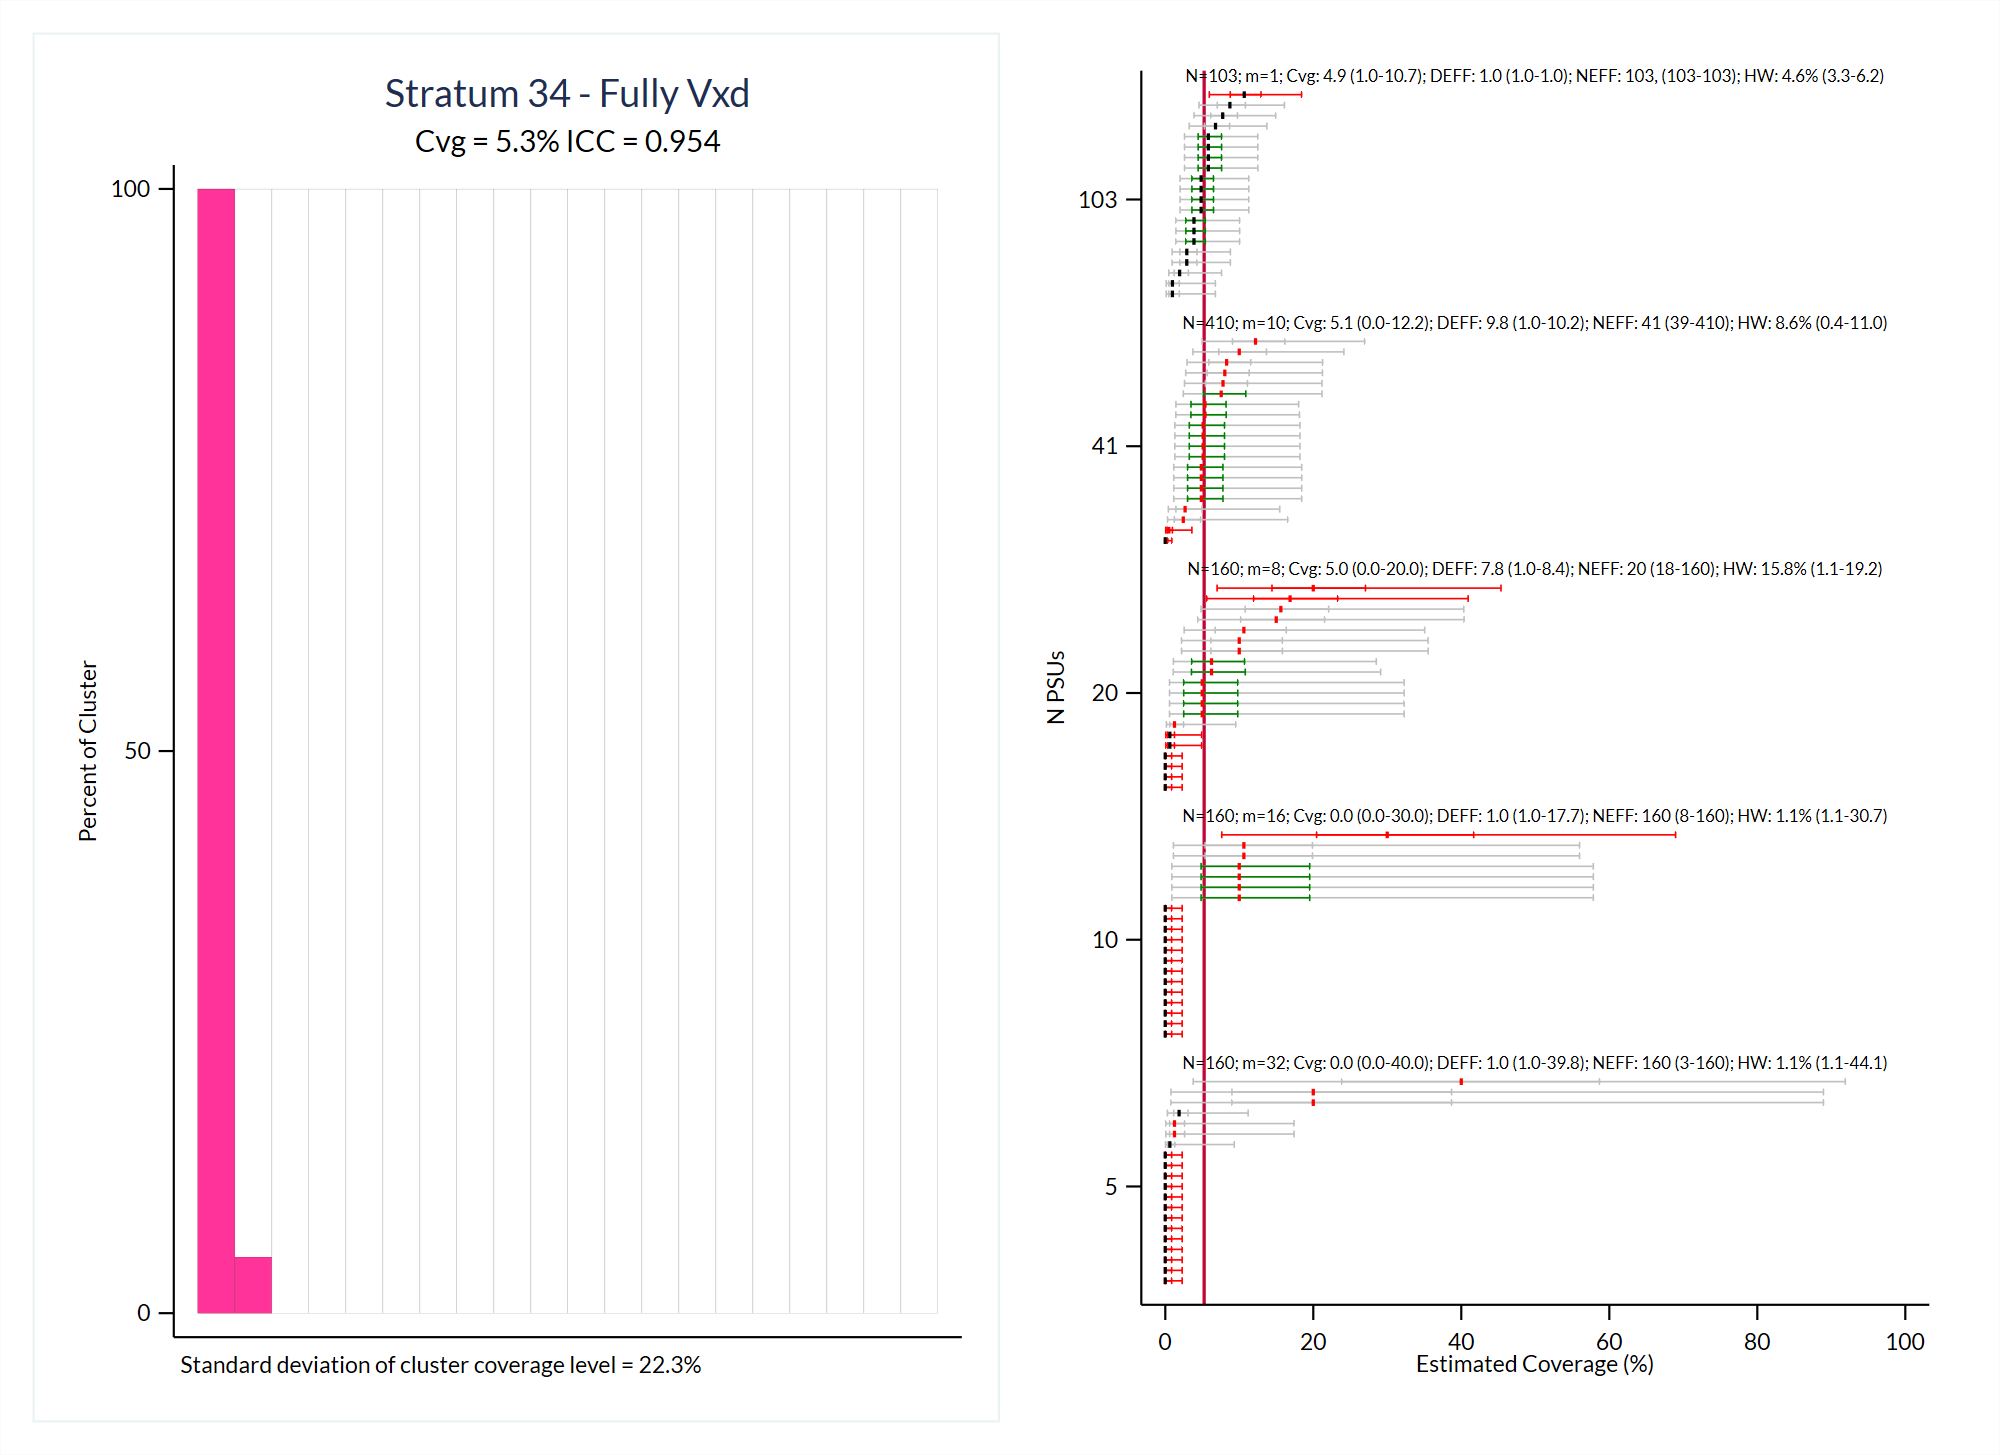 Stratum 34 - Fully Vxd
Cvg = 5.3% ICC = 0.954
100
50
0
Percent of Cluster
Standard deviation of cluster coverage level = 22.3%
N=103; m=1; Cvg: 4.9 (1.0-10.7); DEFF: 1.0 (1.0-1.0); NEFF: 103, (103-103); HW: 4.6% (3.3-6.2)
103
N=410; m=10; Cvg: 5.1 (0.0-12.2); DEFF: 9.8 (1.0-10.2); NEFF: 41 (39-410); HW: 8.6% (0.4-11.0)
41
N=160; m=8; Cvg: 5.0 (0.0-20.0); DEFF: 7.8 (1.0-8.4); NEFF: 20 (18-160); HW: 15.8% (1.1-19.2)
N PSUs
20
N=160; m=16; Cvg: 0.0 (0.0-30.0); DEFF: 1.0 (1.0-17.7); NEFF: 160 (8-160); HW: 1.1% (1.1-30.7)
10
N=160; m=32; Cvg: 0.0 (0.0-40.0); DEFF: 1.0 (1.0-39.8); NEFF: 160 (3-160); HW: 1.1% (1.1-44.1)
5
0 20 40 60 80 100
Estimated Coverage (%)